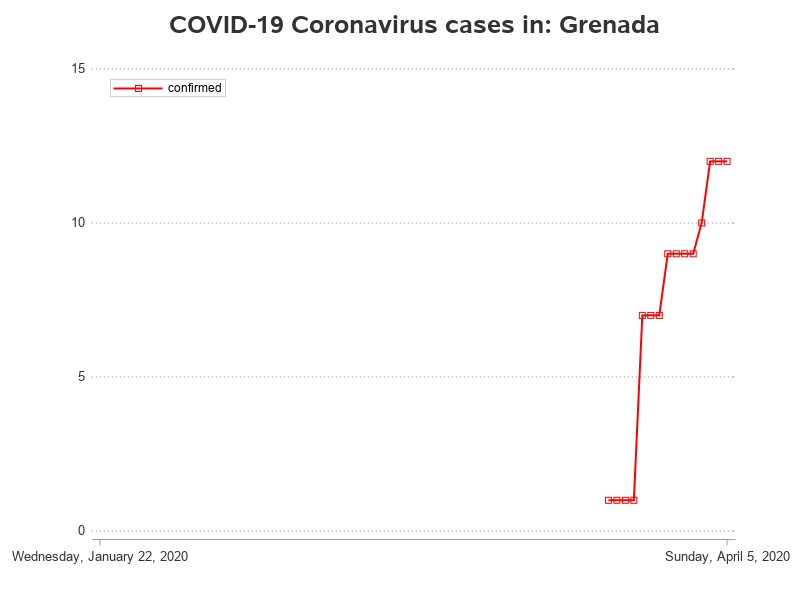 COVID-19 Coronavirus cases in: Grenada
15
confirmed
10
5
0
Wednesday, January 22, 2020
Sunday, April 5, 2020